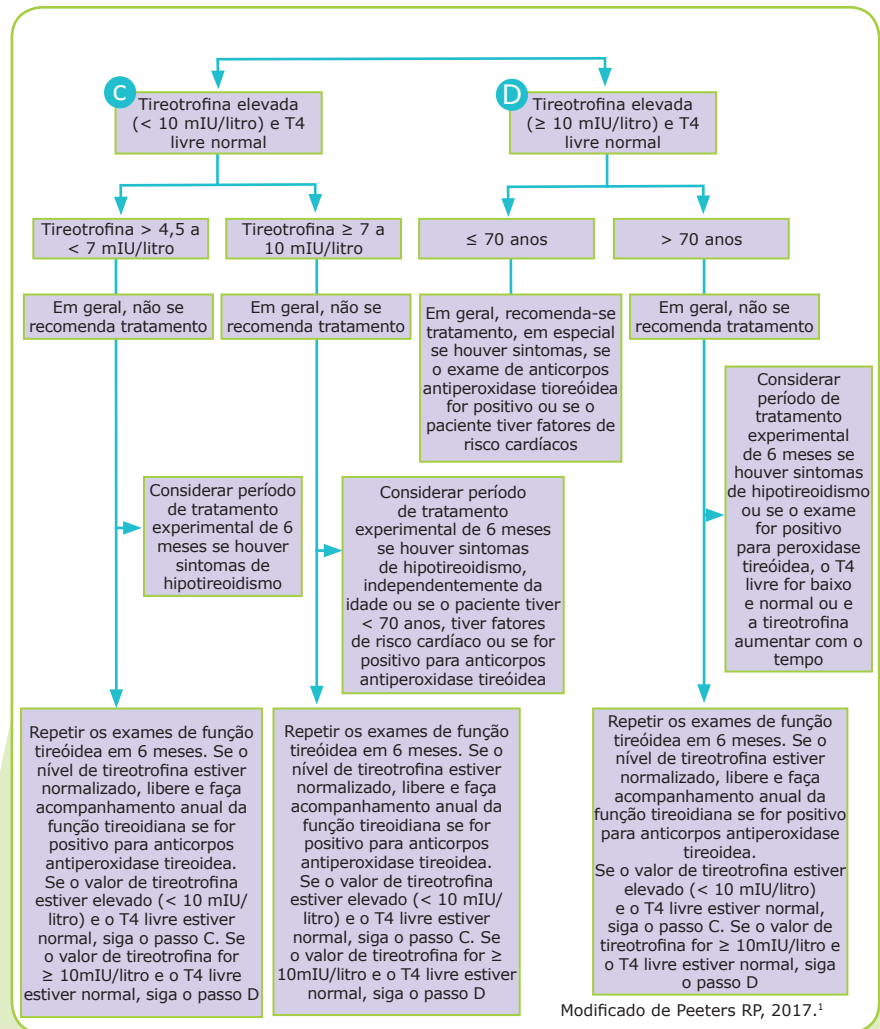 C
Tireotrofina elevada
(< 10 mIU/litro) e T4
livre normal
D
Tireotrofina elevada
(≥ 10 mIU/litro) e T4
livre normal
Tireotrofina > 4,5 a
< 7 mIU/litro
Tireotrofina ≥ 7 a
10 mIU/litro
≤ 70 anos
> 70 anos
Em geral, não se
recomenda tratamento
Em geral, não se
recomenda tratamento
Em geral, recomenda-se
tratamento, em especial
se houver sintomas, se
o exame de anticorpos
antiperoxidase tioreóidea
for positivo ou se o
paciente tiver fatores de
risco cardíacos
Em geral, não se
recomenda tratamento
Considerar período
de tratamento
experimental de 6
meses se houver
sintomas de
hipotireoidismo
Considerar período
de tratamento
experimental de 6 meses
se houver sintomas
de hipotireoidismo,
independentemente da
idade ou se o paciente tiver
< 70 anos, tiver fatores
de risco cardíaco ou se for
positivo para anticorpos
antiperoxidase tireóidea
Considerar
período de
tratamento
experimental
de 6 meses se
houver sintomas
de hipotireoidismo
ou se o exame
for positivo
para peroxidase
tireóidea, o T4
livre for baixo
e normal ou e
a tireotrofina
aumentar com o
tempo
Repetir os exames de função
tireóidea em 6 meses. Se o
nível de tireotrofina estiver
normalizado, libere e faça
acompanhamento anual da
função tireoidiana se for
positivo para anticorpos
antiperoxidase tireoidea.
Se o valor de tireotrofina
estiver elevado (< 10 mIU/
litro) e o T4 livre estiver
normal, siga o passo C. Se
o valor de tireotrofina for
≥ 10mIU/litro e o T4 livre
estiver normal, siga o passo D
Repetir os exames de função
tireóidea em 6 meses. Se o
nível de tireotrofina estiver
normalizado, libere e faça
acompanhamento anual da
função tireoidiana se for
positivo para anticorpos
antiperoxidase tireoidea.
Se o valor de tireotrofina
estiver elevado (< 10 mIU/
litro) e o T4 livre estiver
normal, siga o passo C. Se
o valor de tireotrofina for ≥
10mIU/litro e o T4 livre estiver
normal, siga o passo D
Repetir os exames de função
tireóidea em 6 meses. Se o
nível de tireotrofina estiver
normalizado, libere e faça
acompanhamento anual da
função tireoidiana se for positivo
para anticorpos antiperoxidase
tireoidea.
Se o valor de tireotrofina estiver
elevado (< 10 mIU/litro)
e o T4 livre estiver normal,
siga o passo C. Se o valor de
tireotrofina for ≥ 10mIU/litro e
o T4 livre estiver normal, siga
o passo D
Modificado de Peeters RP, 2017.¹